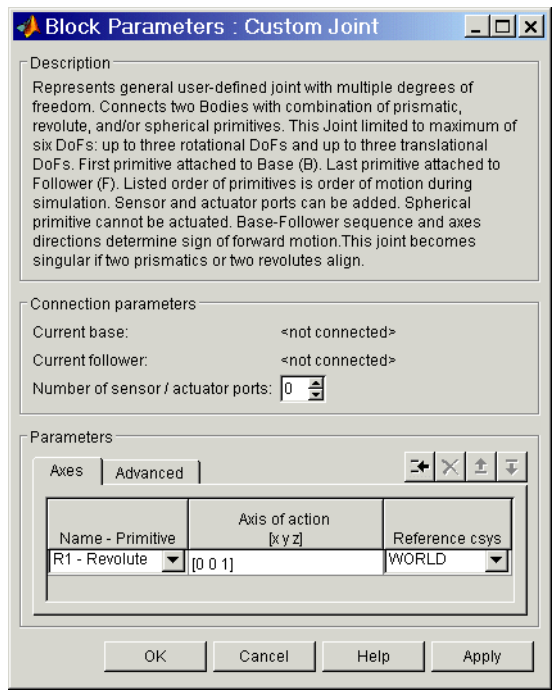 Block Parameters : Custom Joint
Description
Represents general user-defined joint with multiple degrees of
freedom. Connects two Bodies with combination of prismatic,
revolute, and/or spherical primitives. This Joint limited to maximum of
six DoFs: up to three rotational DoFs and up to three translational
DoFs. First primitive attached to Base (B). Last primitive attached to
Follower (F). Listed order of primitives is order of motion during
simulation. Sensor and actuator ports can be added. Spherical
primitive cannot be actuated. Base-Follower sequence and axes
directions determine sign of forward motion.This joint becomes
singular if two prismatics or two revolutes align.
Connection parameters
Current base: <not connected>
Current follower: <not connected>
Number of sensor / actuator ports: 0
Parameters
Axes Advanced
Axis of action
Name - Primitive [x y z] Reference csys
R1 - Revolute [0 0 1] WORLD
OK Cancel Help Apply